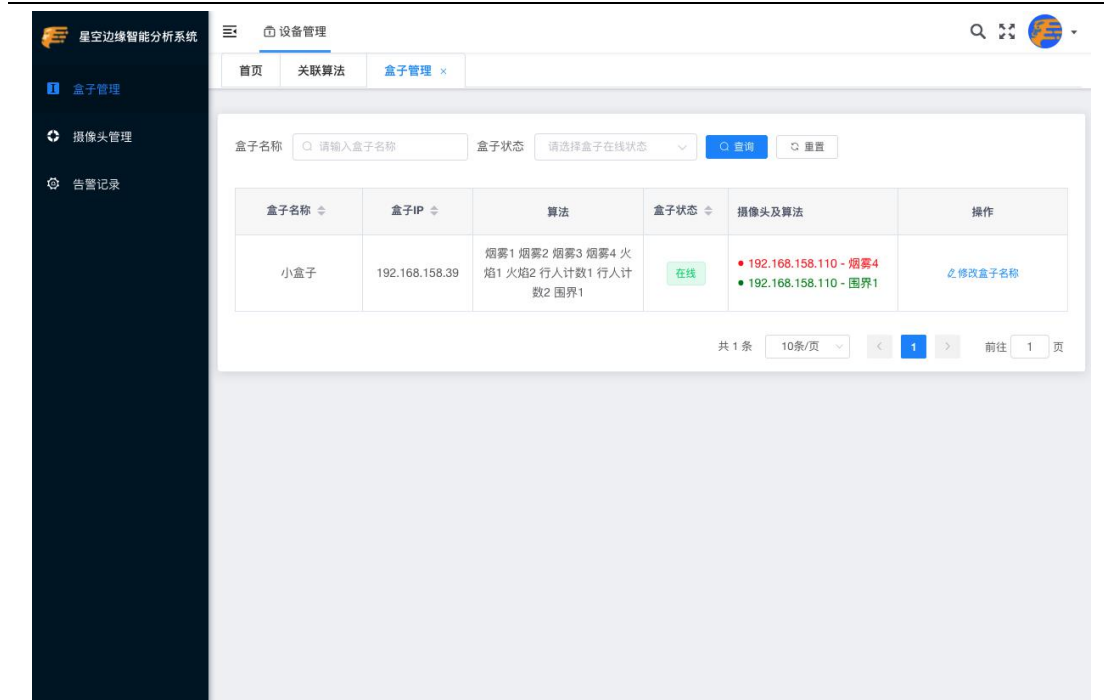 星空边缘智能分析系统
设备管理
首页 关联算法 盒子管理 ×
盒子管理
摄像头管理
告警记录
盒子名称 请输入盒子名称 盒子状态 请选择盒子在线状态 查询 重置
盒子名称 盒子IP 算法 盒子状态 摄像头及算法 操作
小盒子 192.168.158.39
烟雾1 烟雾2 烟雾3 烟雾4 火
焰1 火焰2 行人计数1 行人计
数2 围界1
在线
● 192.168.158.110 - 烟雾4
● 192.168.158.110 - 围界1
修改盒子名称
共 1 条 10条/页 < 1 > 前往 1 页